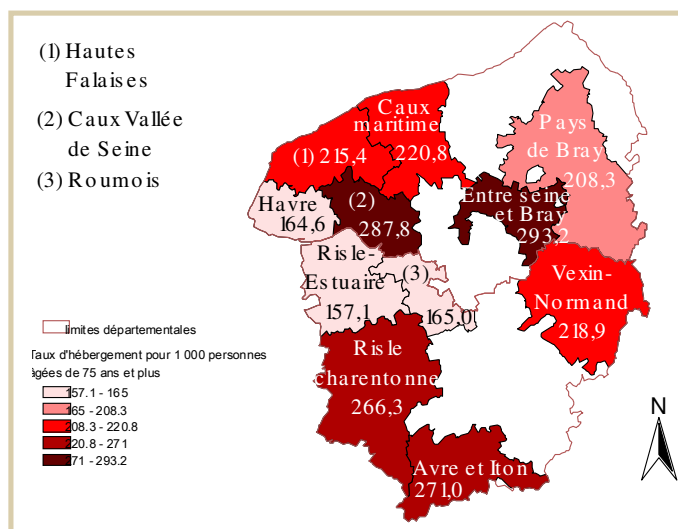 (1) Hautes
Falaises
(2) Caux Vallée
de Seine
(3) Roumois
Caux
maritime
220,8
(1) 215,4
Pays
de Bray
208,3
Havre
164,6
(2)
287,8
Entre seine
et Bray
293,2
Risle-
Estuaire
157,1
(3)
165,0
Vexin-
Normand
218,9
Risle
charentonne
266,3
Avre et Iton
271,0
limites départementales
Taux d'hébergement pour 1 000 personnes
âgées de 75 ans et plus
157.1 - 165
165 - 208.3
208.3 - 220.8
220.8 - 271
271 - 293.2
N